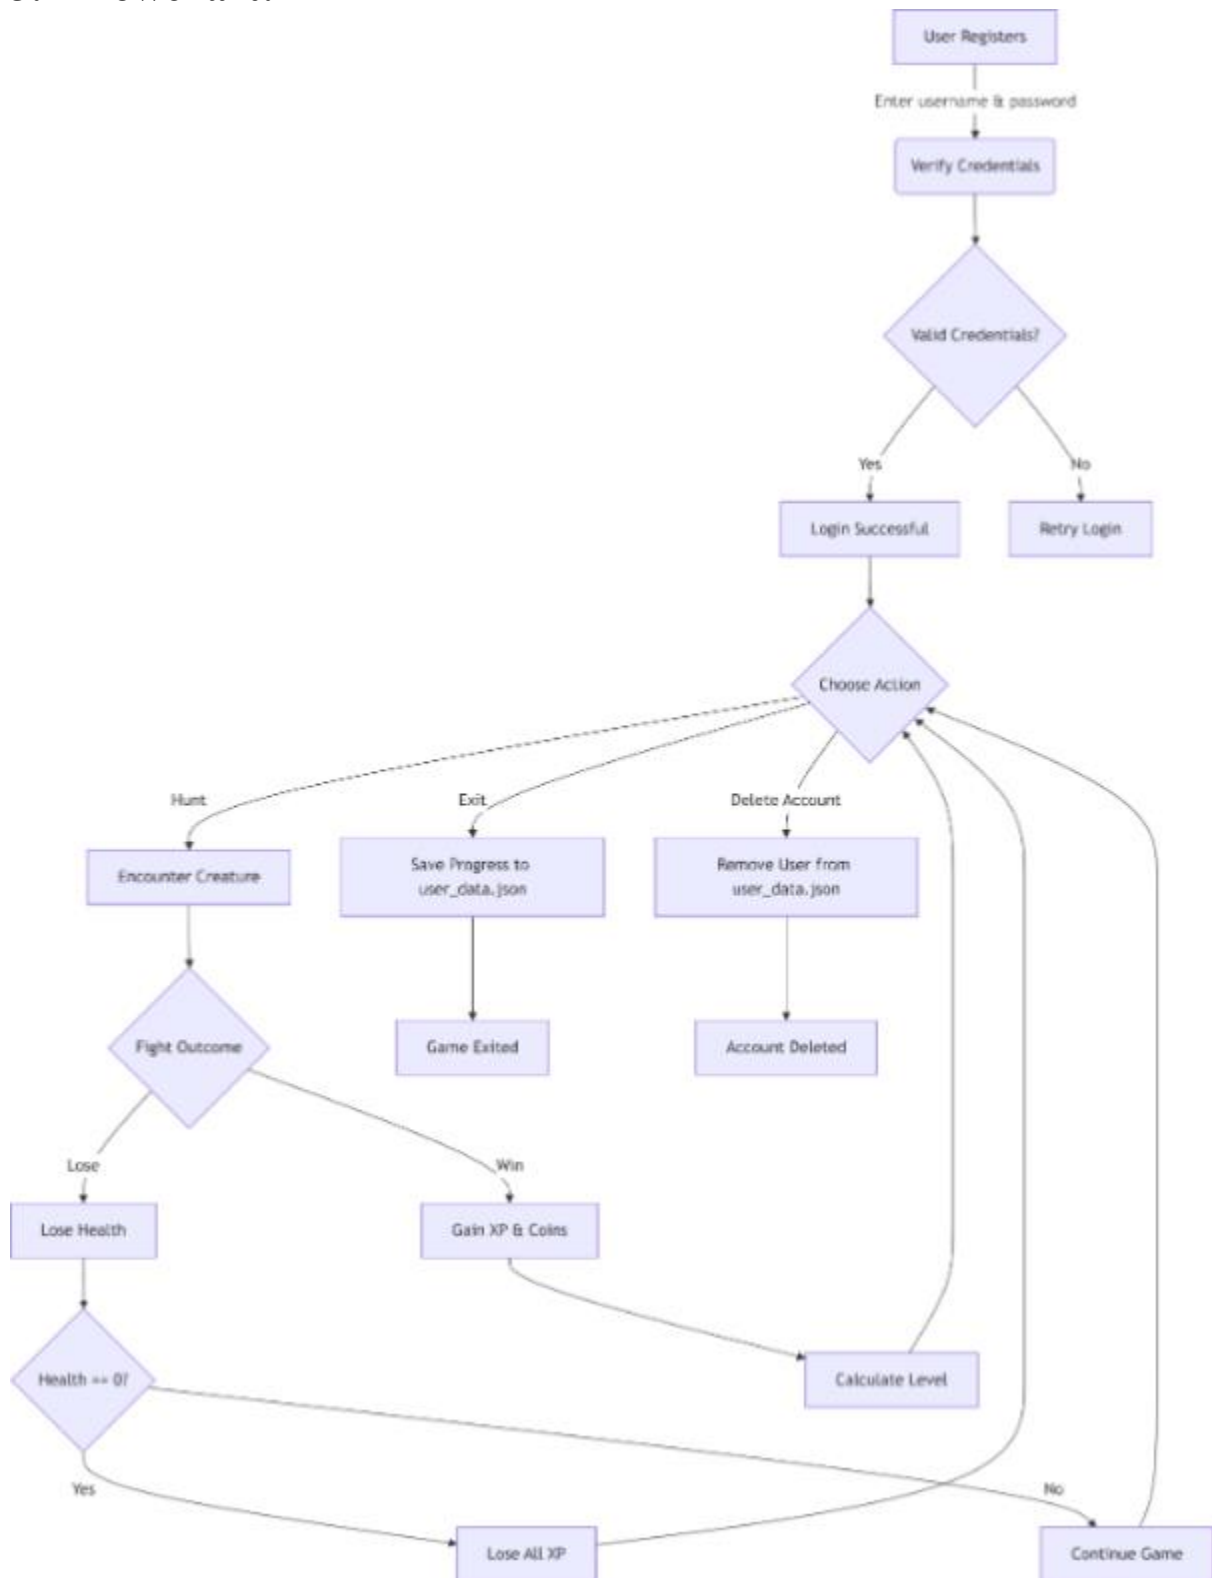 User Registers
Enter username & password
Verify Credentials
Valid Credentials?
Yes
No
Login Successful
Retry Login
Choose Action
Hunt
Exit
Delete Account
Encounter Creature
Save Progress to
user_data.json
Remove User from
user_data.json
Fight Outcome
Game Exited
Account Deleted
Lose
Win
Lose Health
Gain XP & Coins
Health == 0?
Calculate Level
Yes
No
Lose All XP
Continue Game